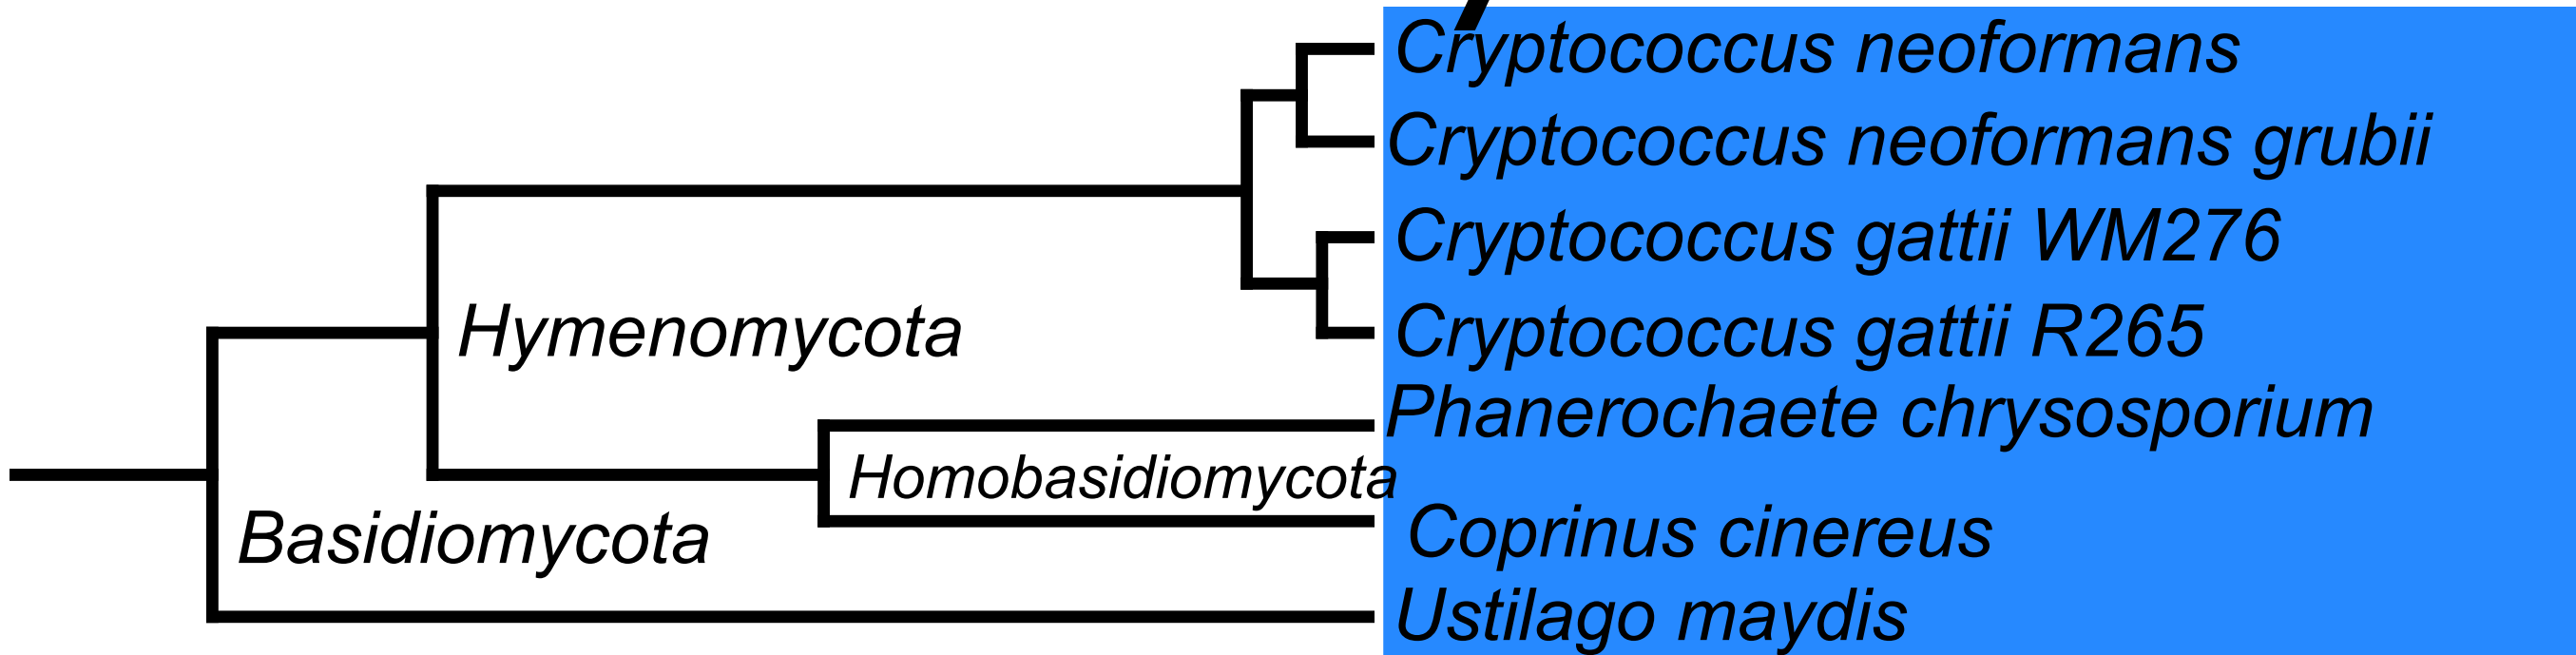 Cryptococcus neoformans
Cryptococcus neoformans grubii
Cryptococcus gattii WM276
Hymenomycota
Cryptococcus gattii R265
Phanerochaete chrysosporium
Homobasidiomycota
Basidiomycota
Coprinus cinereus
Ustilago maydis